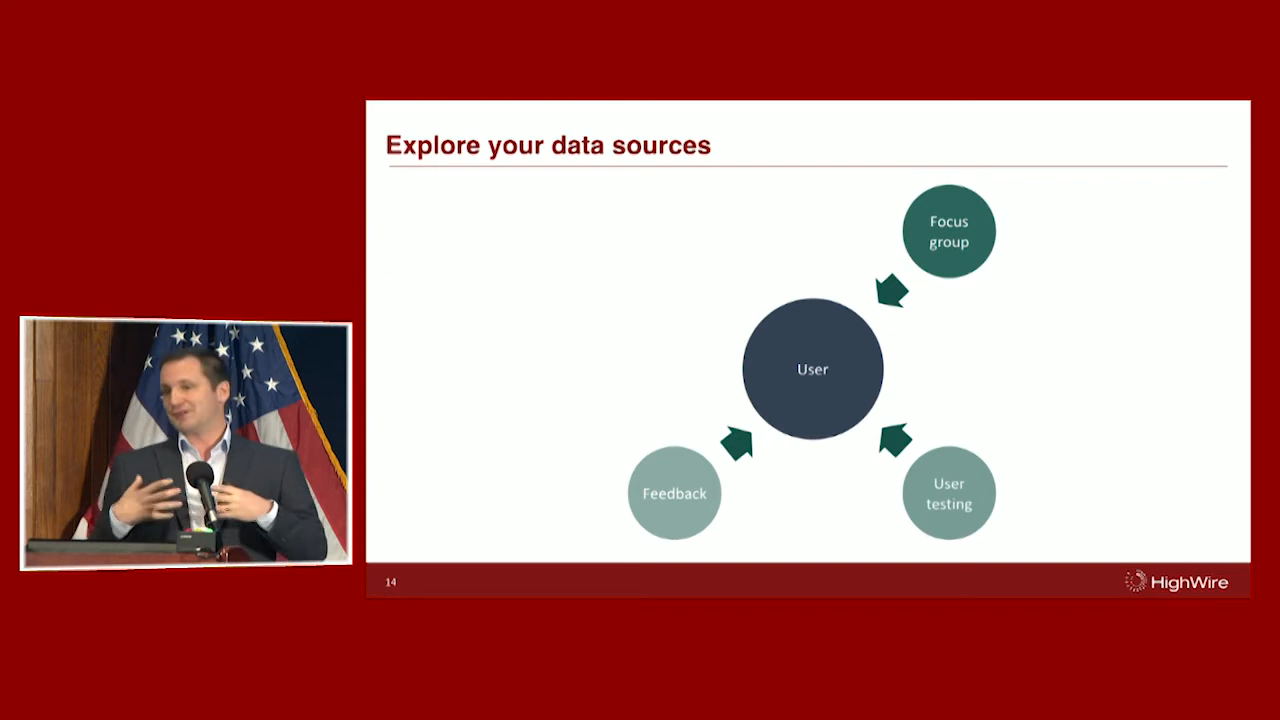 Explore your data sources
Focus
group
User
Feedback
User
testing
14
HighWire